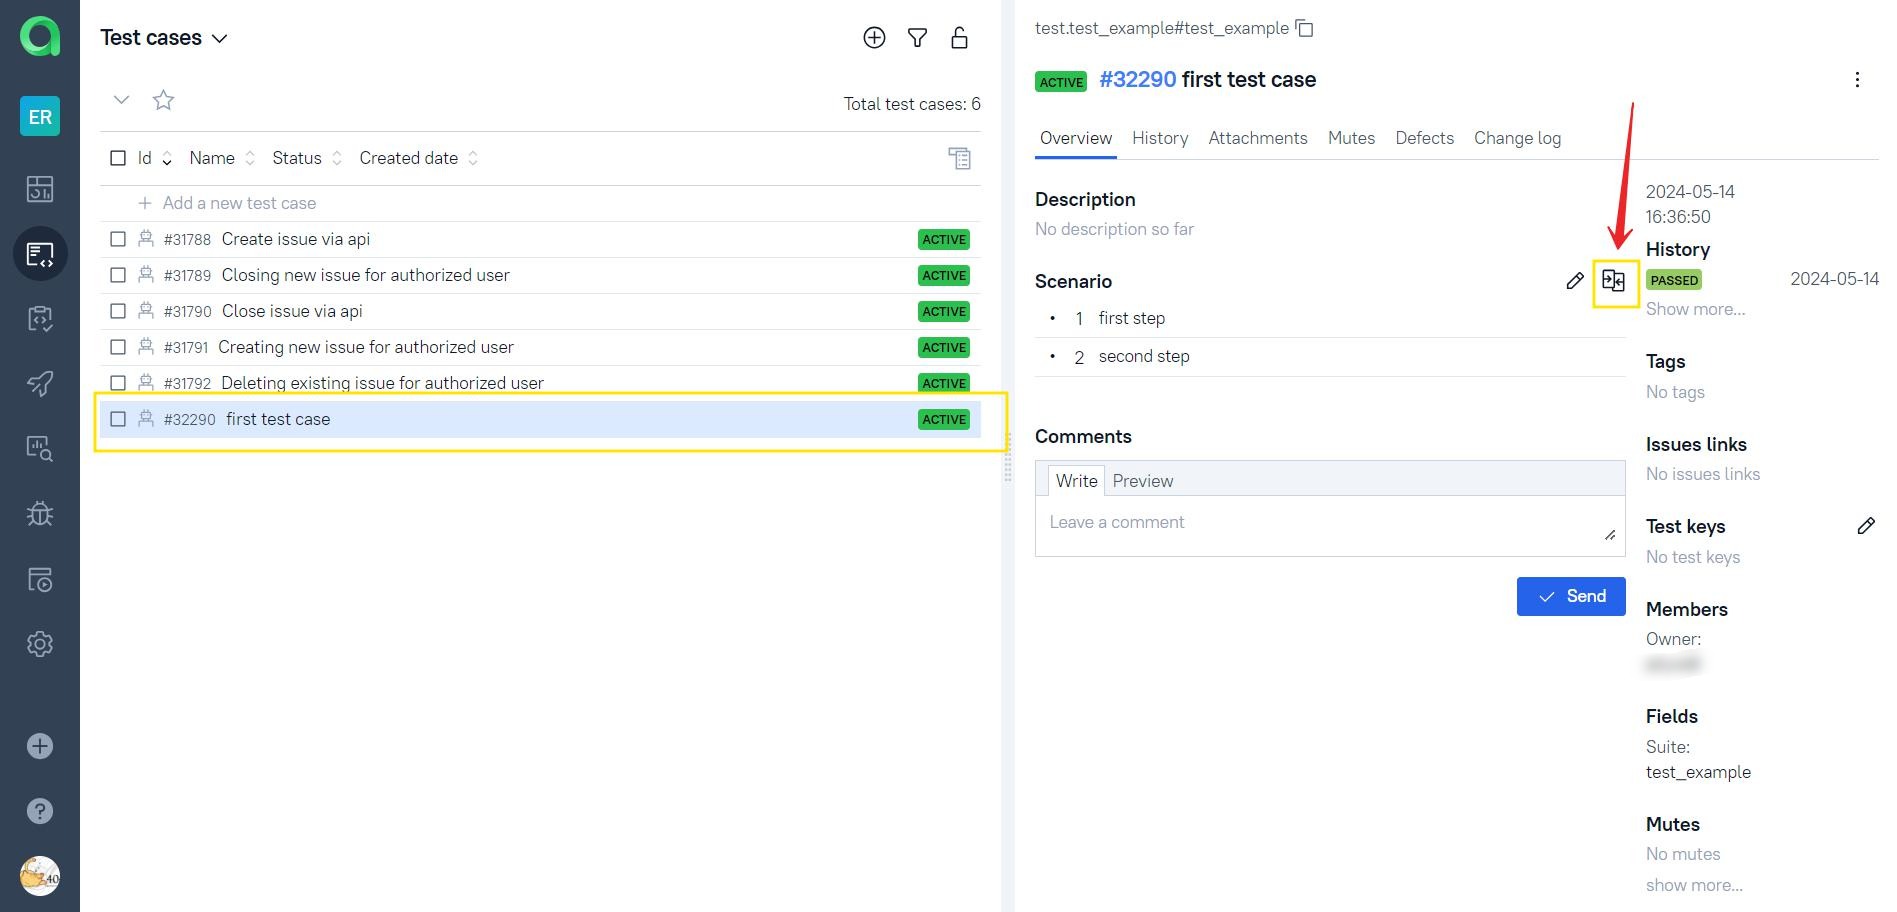 ER
40
Test cases
Total test cases: 6
Id Name Status Created date
Add a new test case
#31788 Create issue via api ACTIVE
#31789 Closing new issue for authorized user ACTIVE
#31790 Close issue via api ACTIVE
#31791 Creating new issue for authorized user ACTIVE
#31792 Deleting existing issue for authorized user ACTIVE
#32290 first test case ACTIVE
test.test_example#test_example
ACTIVE #32290 first test case
Overview History Attachments Mutes Defects Change log
Description
No description so far
Scenario
• 1 first step
• 2 second step
Comments
Write Preview
Leave a comment
Send
2024-05-14
16:36:50
History
PASSED 2024-05-14
Show more...
Tags
No tags
Issues links
No issues links
Test keys
No test keys
Members
Owner:
Fields
Suite:
test_example
Mutes
No mutes
show more...